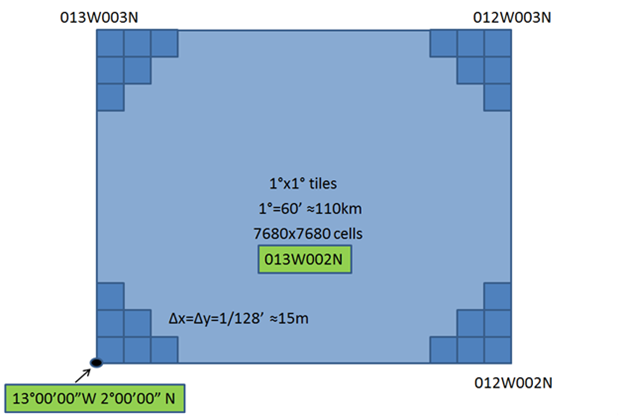 013W003N
012W003N
1°x1° tiles
1°=60’ ≈110km
7680x7680 cells
013W002N
Δx=Δy=1/128’ ≈15m
012W002N
13°00’00”W 2°00’00” N